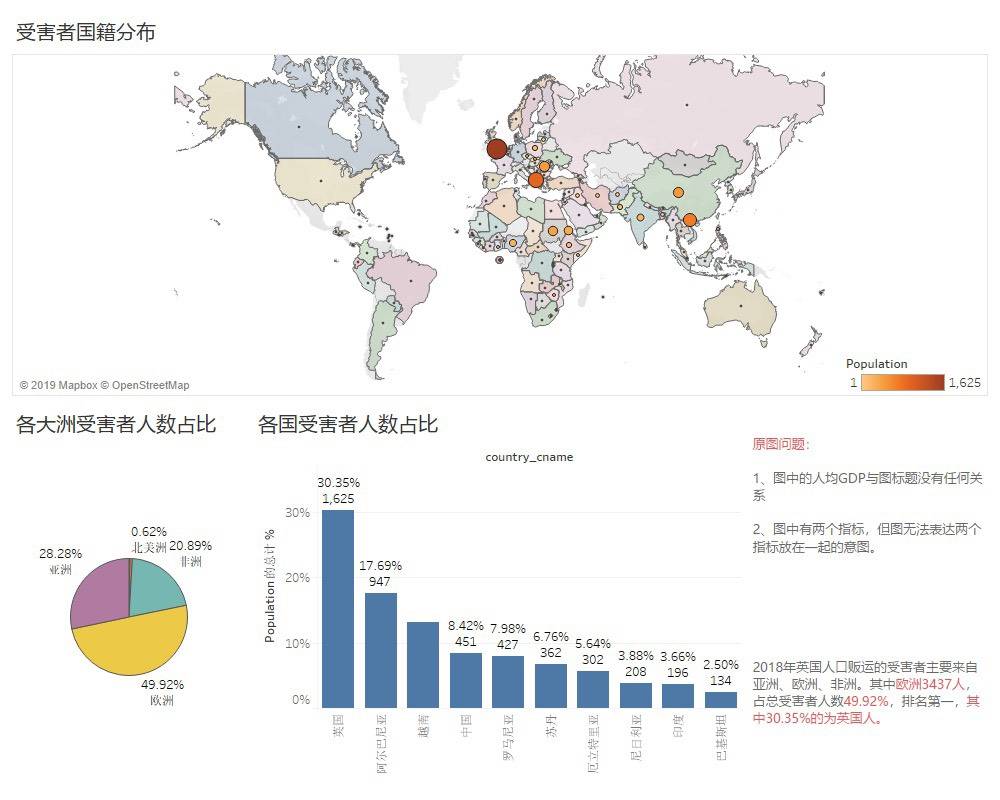 受害者国籍分布
© 2019 Mapbox © OpenStreetMap
Population
1 1,625
各大洲受害者人数占比
0.62%
北美洲
20.89%
非洲
28.28%
亚洲
49.92%
欧洲
各国受害者人数占比
country_cname
Population 的总计 %
30%
20%
10%
0%
30.35%
1,625
17.69%
947
8.42%
451
7.98%
427
6.76%
362
5.64%
302
3.88%
208
3.66%
196
2.50%
134
英国
阿尔巴尼亚
越南
中国
罗马尼亚
苏丹
厄立特里亚
尼日利亚
印度
巴基斯坦
原图问题：
1、图中的人均GDP与图标题没有任何关
系
2、图中有两个指标，但图无法表达两个
指标放在一起的意图。
2018年英国人口贩运的受害者主要来自
亚洲、欧洲、非洲。其中欧洲3437人，
占总受害者人数49.92%，排名第一，其
中30.35%的为英国人。